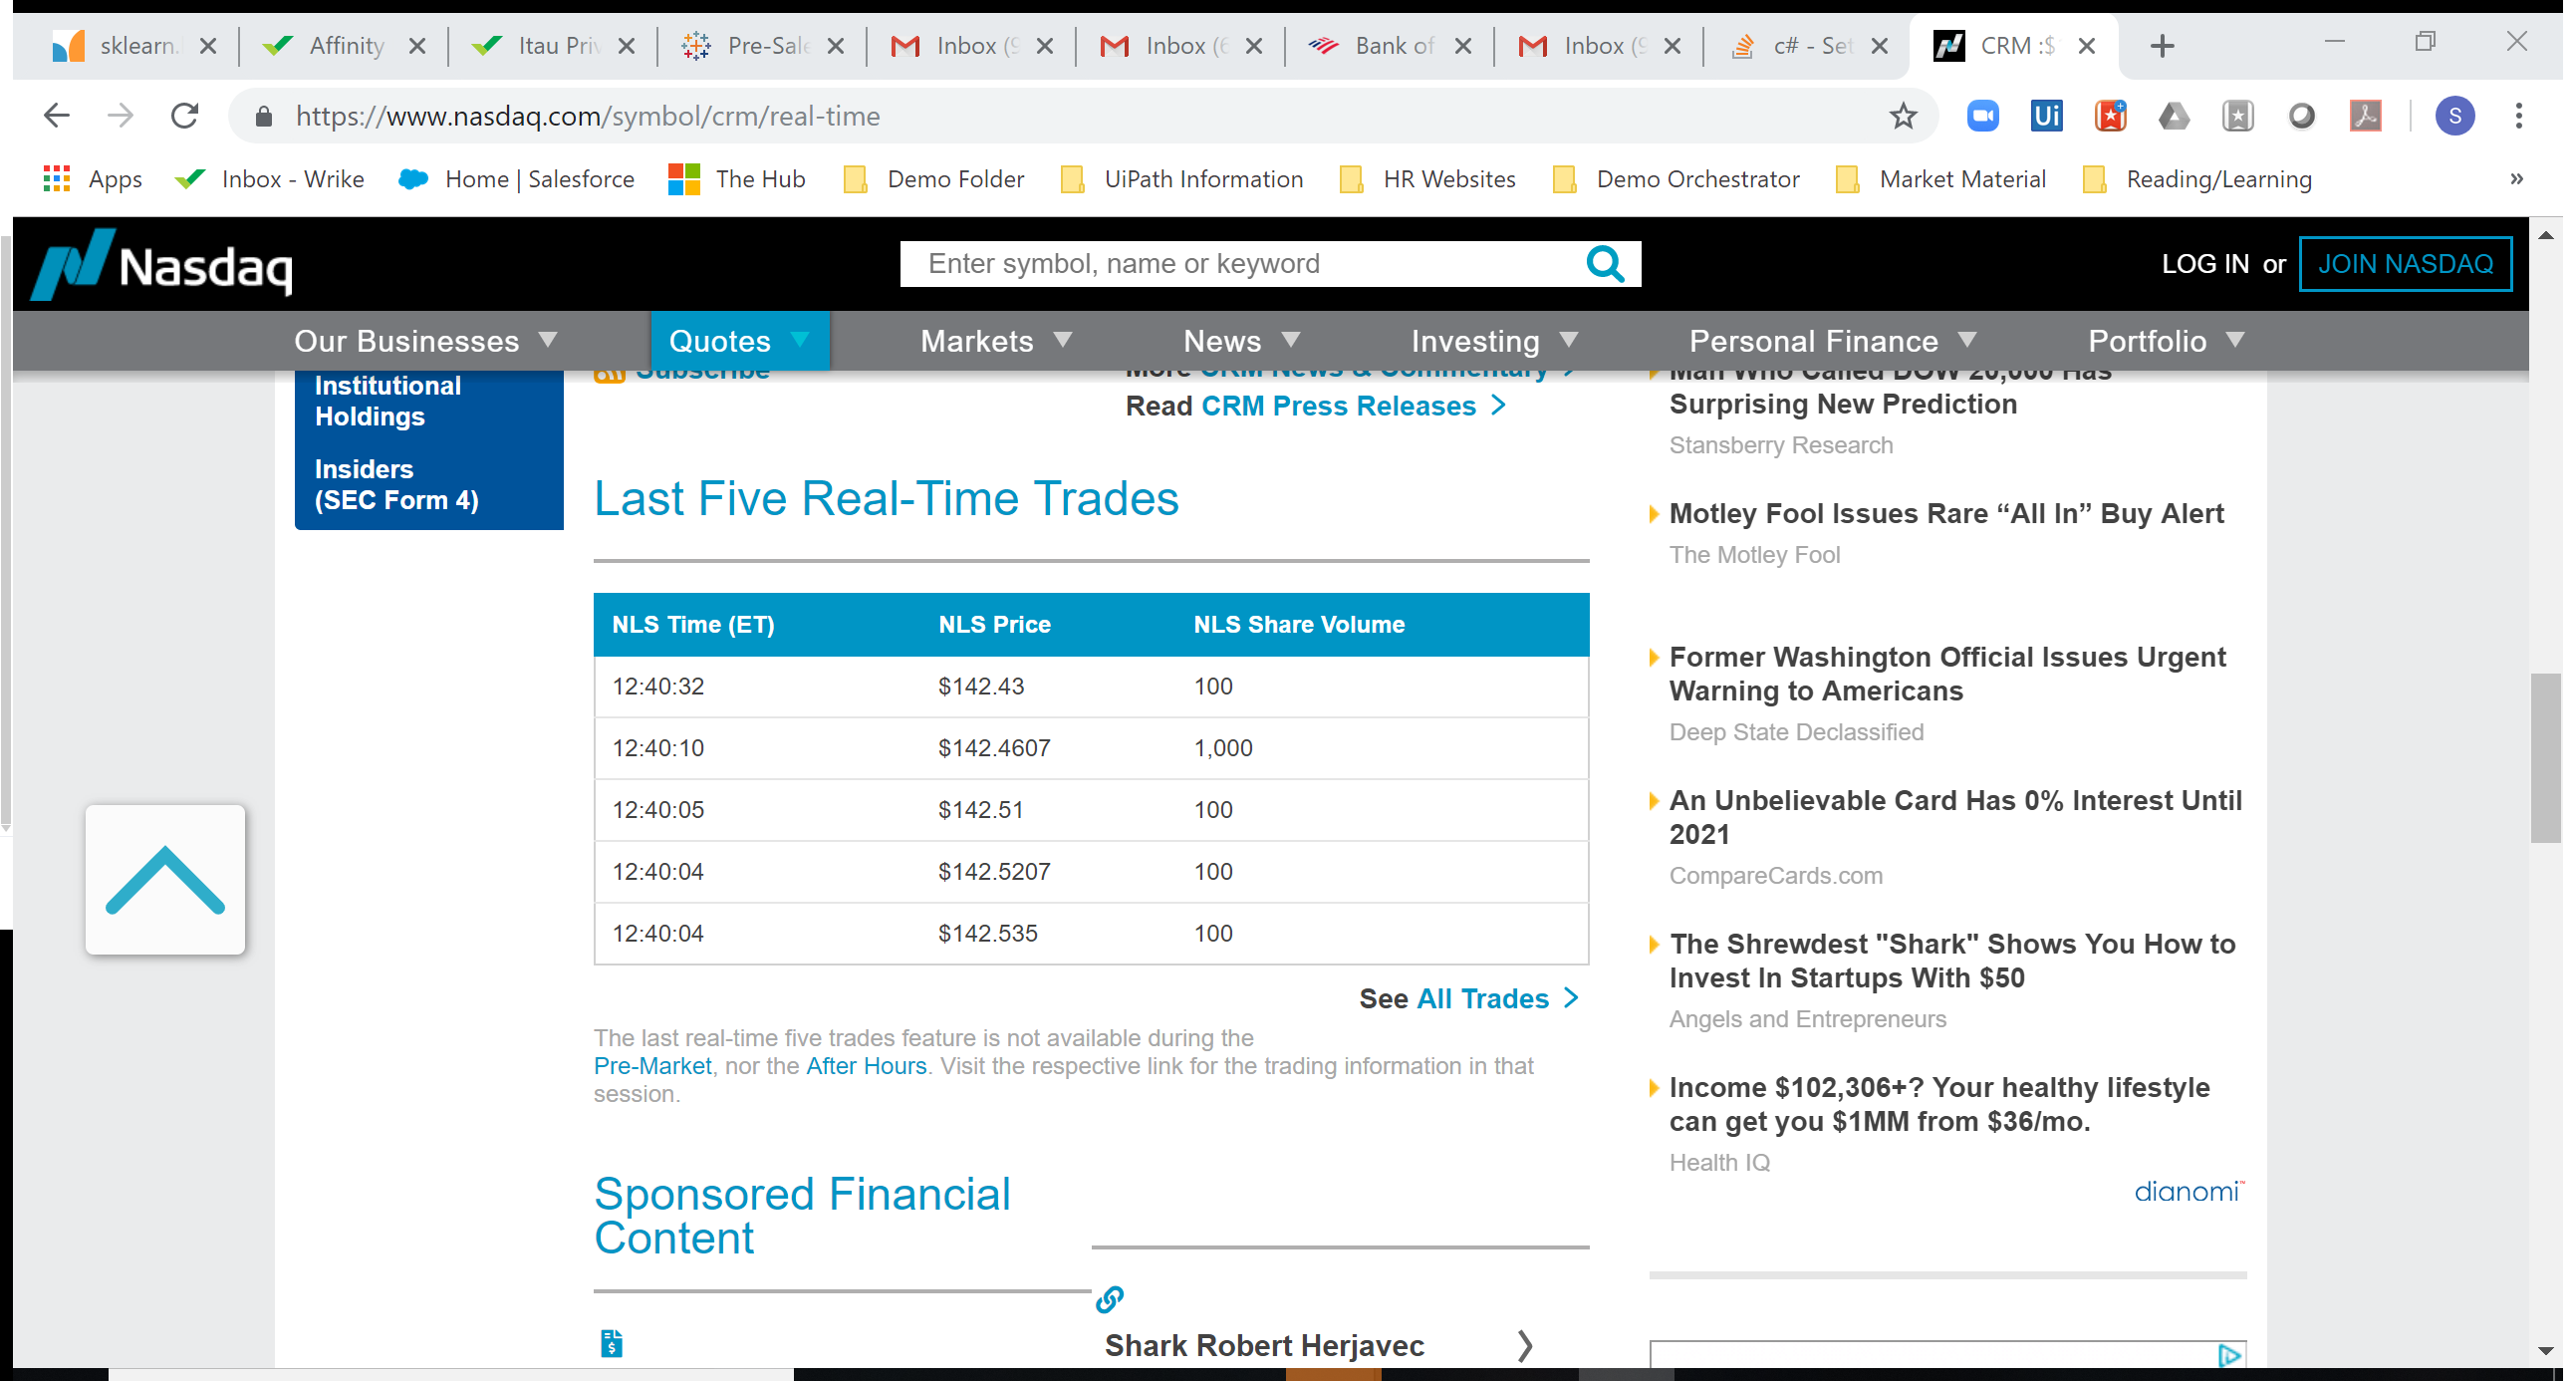 sklearn.
Affinity
Itau Priv
Pre-Sale
Inbox (9
Inbox (6
Bank of
Inbox (9
c# - Set
CRM :$
https://www.nasdaq.com/symbol/crm/real-time
Ui
S
Apps
Inbox - Wrike
Home | Salesforce
The Hub
Demo Folder
UiPath Information
HR Websites
Demo Orchestrator
Market Material
Reading/Learning
»
Nasdaq
Enter symbol, name or keyword
LOG IN or JOIN NASDAQ
Our Businesses
Quotes
Markets
News
Investing
Personal Finance
Portfolio
Institutional
Holdings
Insiders
(SEC Form 4)
Subscribe
More CRM News & Commentary >
Read CRM Press Releases >
Last Five Real-Time Trades
NLS Time (ET) NLS Price NLS Share Volume
12:40:32 $142.43 100
12:40:10 $142.4607 1,000
12:40:05 $142.51 100
12:40:04 $142.5207 100
12:40:04 $142.535 100
See All Trades >
The last real-time five trades feature is not available during the
Pre-Market, nor the After Hours. Visit the respective link for the trading information in that
session.
Sponsored Financial
Content
Shark Robert Herjavec
Man Who Called DOW 20,000 Has
Surprising New Prediction
Stansberry Research
Motley Fool Issues Rare “All In” Buy Alert
The Motley Fool
Former Washington Official Issues Urgent
Warning to Americans
Deep State Declassified
An Unbelievable Card Has 0% Interest Until
2021
CompareCards.com
The Shrewdest "Shark" Shows You How to
Invest In Startups With $50
Angels and Entrepreneurs
Income $102,306+? Your healthy lifestyle
can get you $1MM from $36/mo.
Health IQ
dianomi™